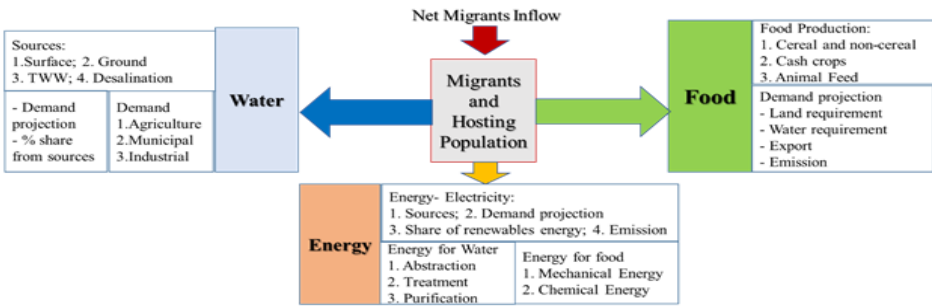 Net Migrants Inflow
Sources:
1.Surface; 2. Ground
3. TWW; 4. Desalination
- Demand
projection
- % share
from sources
Demand
1.Agriculture
2.Municipal
3.Industrial
Water
Migrants
and
Hosting
Population
Food
Food Production:
1. Cereal and non-cereal
2. Cash crops
3. Animal Feed
Demand projection
- Land requirement
- Water requirement
- Export
- Emission
Energy
Energy- Electricity:
1. Sources; 2. Demand projection
3. Share of renewables energy; 4. Emission
Energy for Water
1. Abstraction
2. Treatment
3. Purification
Energy for food
1. Mechanical Energy
2. Chemical Energy